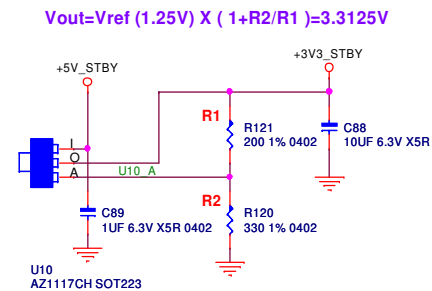 Vout=Vref (1.25V) X ( 1+R2/R1 )=3.3125V
+3V3_STBY
+5V_STBY
R1
R121
200 1% 0402
C88
10UF 6.3V X5R
I
O
A
U10_A
R2
R120
330 1% 0402
C89
1UF 6.3V X5R 0402
U10
AZ1117CH SOT223